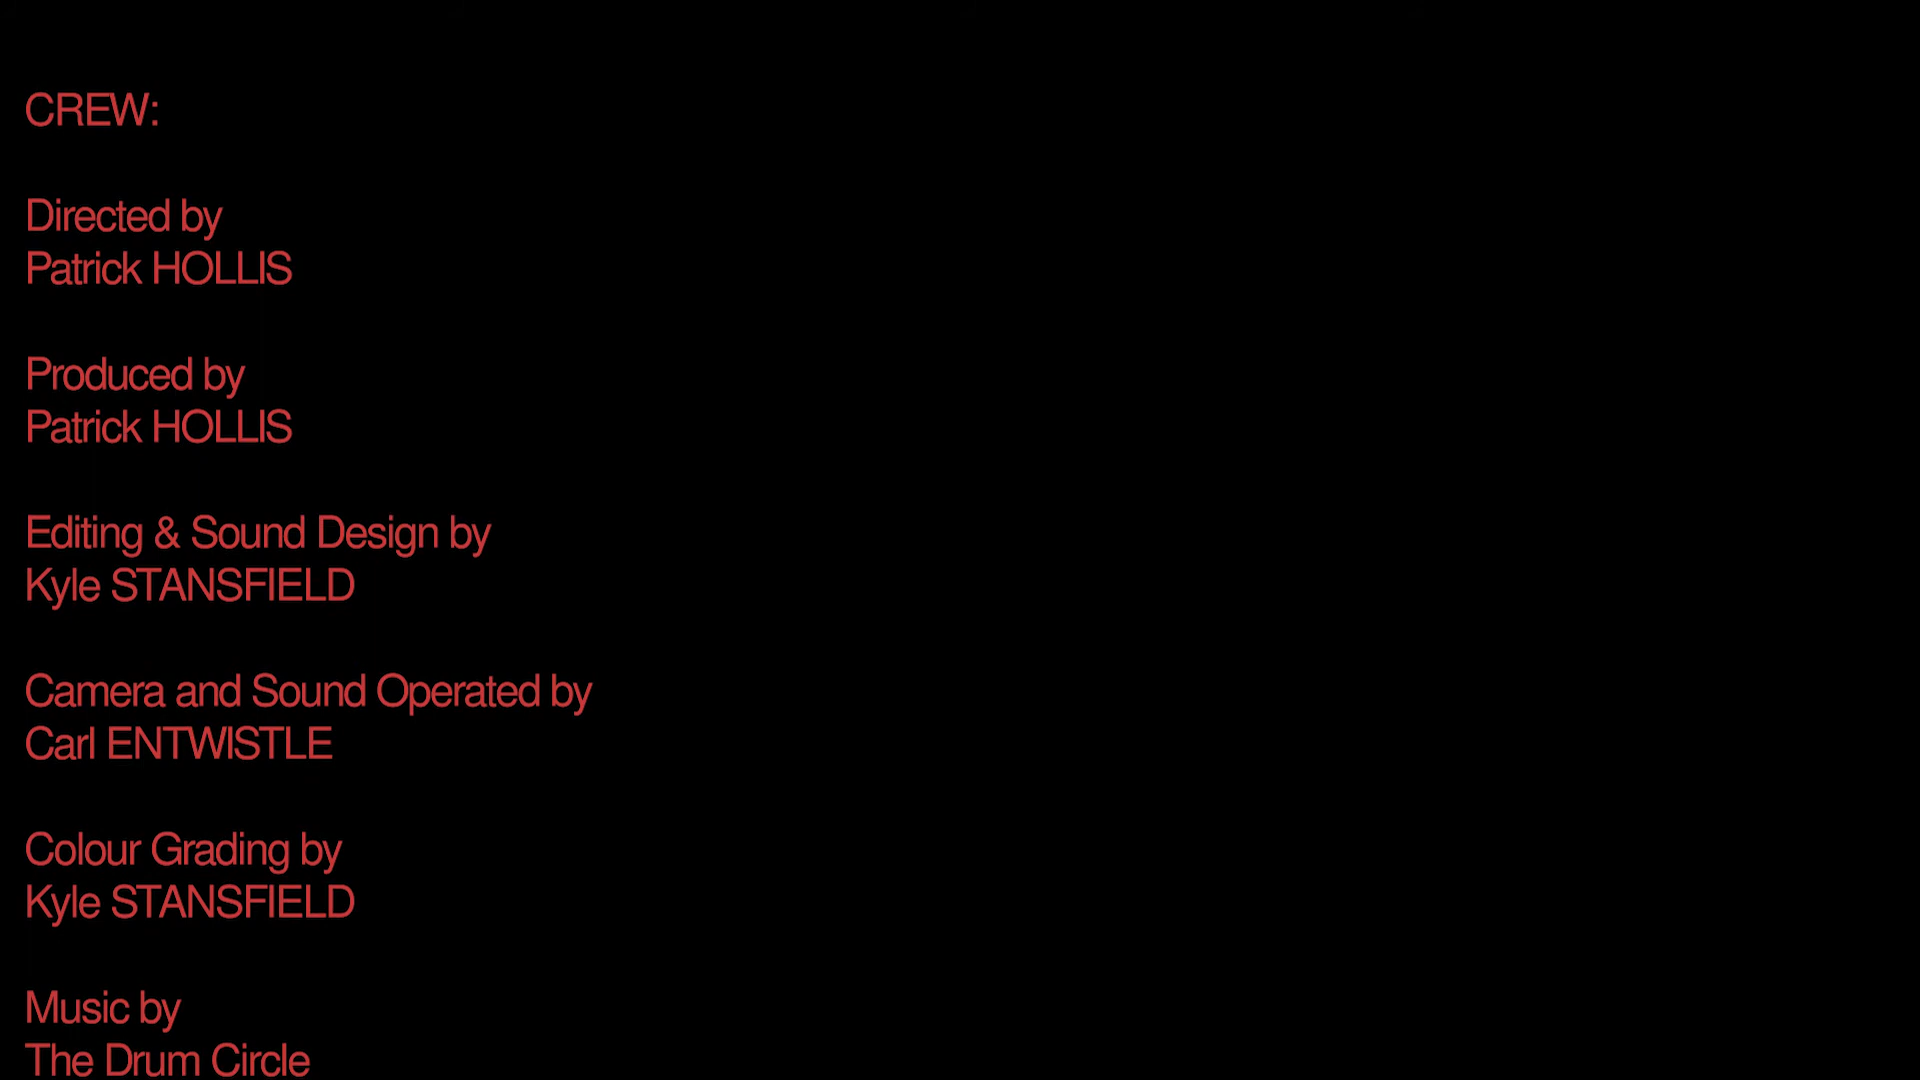 CREW:
Directed by
Patrick HOLLIS
Produced by
Patrick HOLLIS
Editing & Sound Design by
Kyle STANSFIELD
Camera and Sound Operated by
Carl ENTWISTLE
Colour Grading by
Kyle STANSFIELD
Music by
The Drum Circle